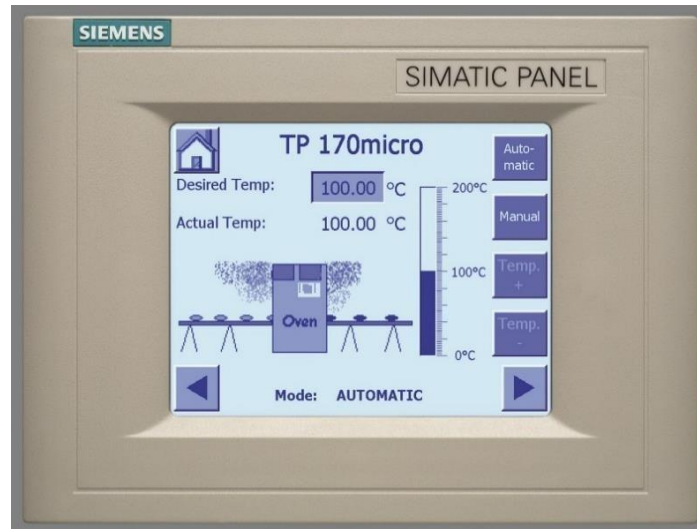 SIEMENS
SIMATIC PANEL
TP 170micro
Auto-
matic
Desired Temp: 100.00 °C
200°C
Manual
Actual Temp: 100.00 °C
100°C
Temp.
+
Oven
Temp.
-
0°C
Mode: AUTOMATIC